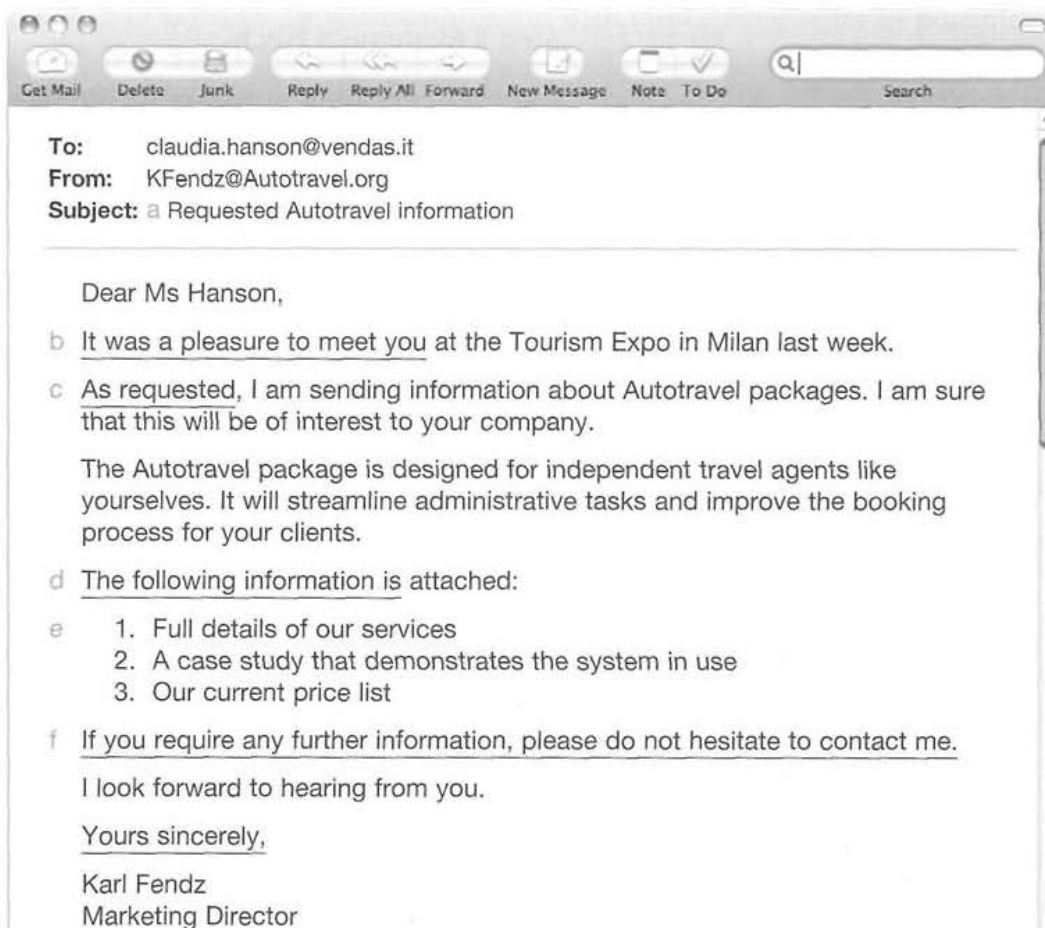 Get Mail Delete Junk Reply Reply All Forward New Message Note To Do Search
To: claudia.hanson@vendas.it
From: KFendz@Autotravel.org
Subject: a Requested Autotravel information
Dear Ms Hanson,
b It was a pleasure to meet you at the Tourism Expo in Milan last week.
c As requested, I am sending information about Autotravel packages. I am sure
that this will be of interest to your company.
The Autotravel package is designed for independent travel agents like
yourselves. It will streamline administrative tasks and improve the booking
process for your clients.
d The following information is attached:
e 1. Full details of our services
2. A case study that demonstrates the system in use
3. Our current price list
f If you require any further information, please do not hesitate to contact me.
I look forward to hearing from you.
Yours sincerely,
Karl Fendz
Marketing Director